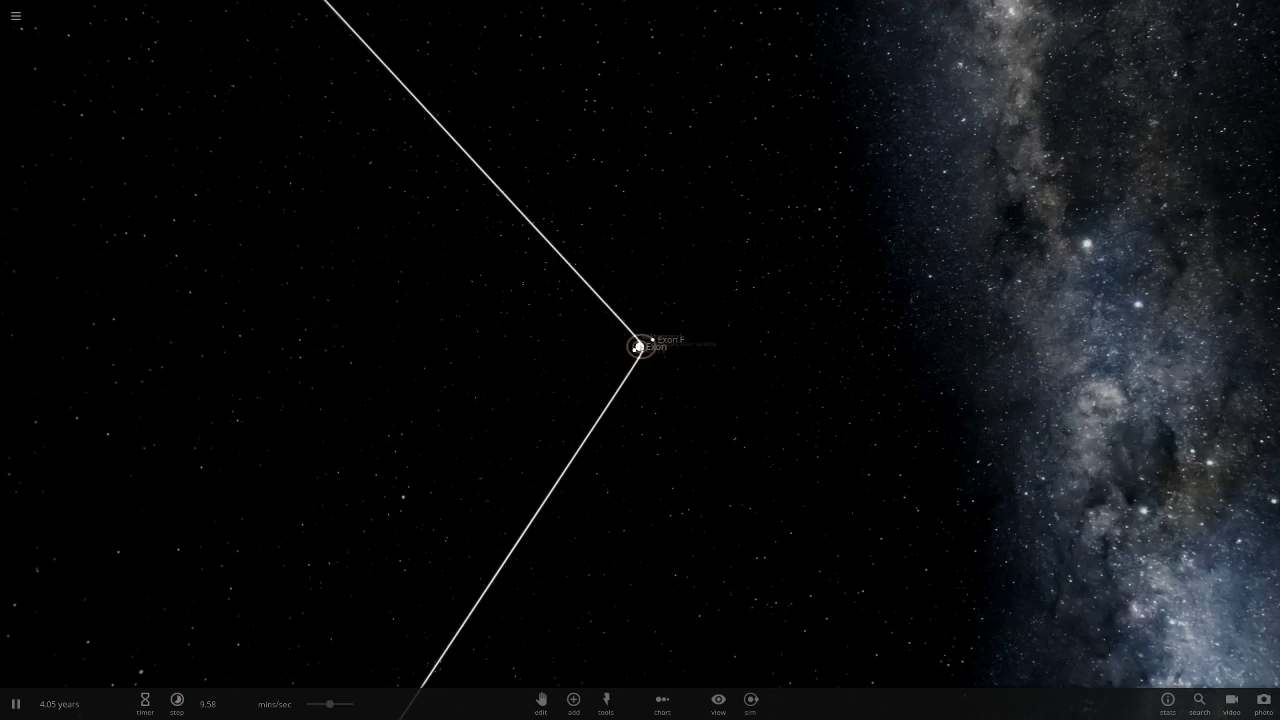 Exon F
Exon
4.05 years
timer
step
9.58
mins/sec
edit
add
tools
chart
view
sim
stats
search
video
photo